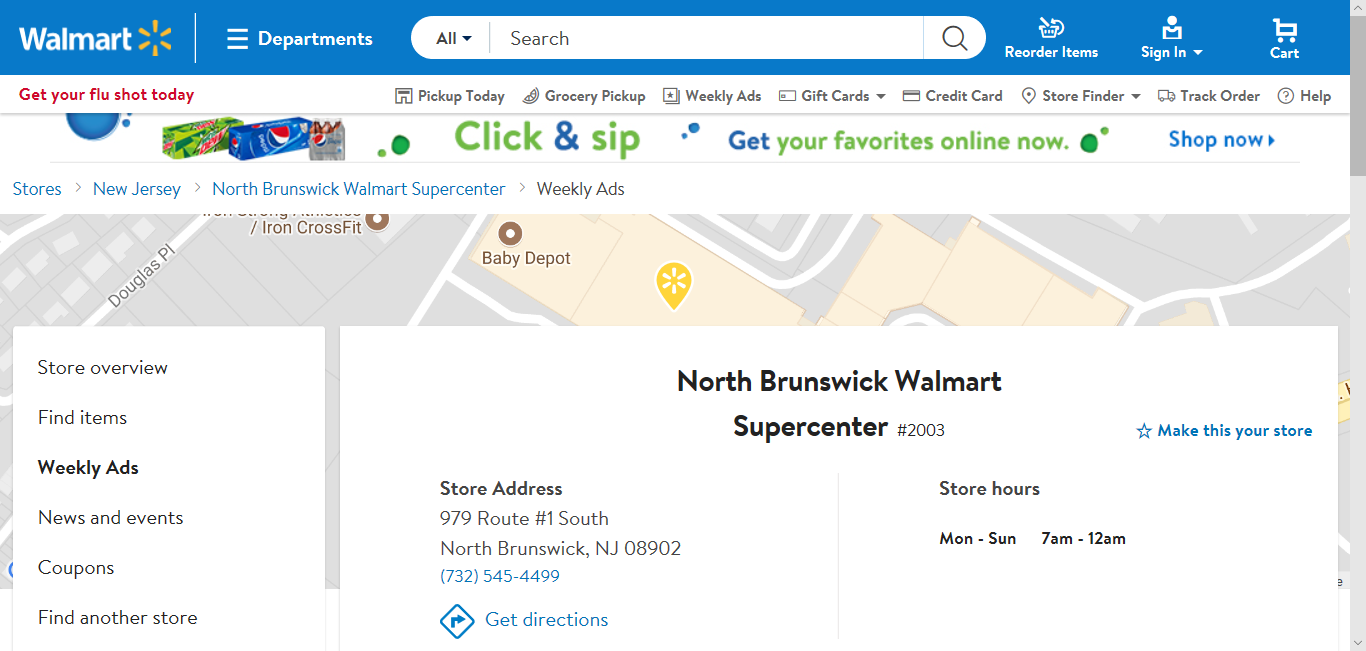 Walmart
Departments
All
Search
Reorder Items
Sign In
Cart
Get your flu shot today
Pickup Today
Grocery Pickup
Weekly Ads
Gift Cards
Credit Card
Store Finder
Track Order
Help
Click & sip
Get your favorites online now.
Shop now
Stores > New Jersey > North Brunswick Walmart Supercenter > Weekly Ads
Iron Strong Athletics
/ Iron CrossFit
Baby Depot
Douglas Pl
Store overview
Find items
Weekly Ads
News and events
Coupons
Find another store
North Brunswick Walmart
Supercenter #2003
Make this your store
Store Address
979 Route #1 South
North Brunswick, NJ 08902
(732) 545-4499
Get directions
Store hours
Mon - Sun 7am - 12am